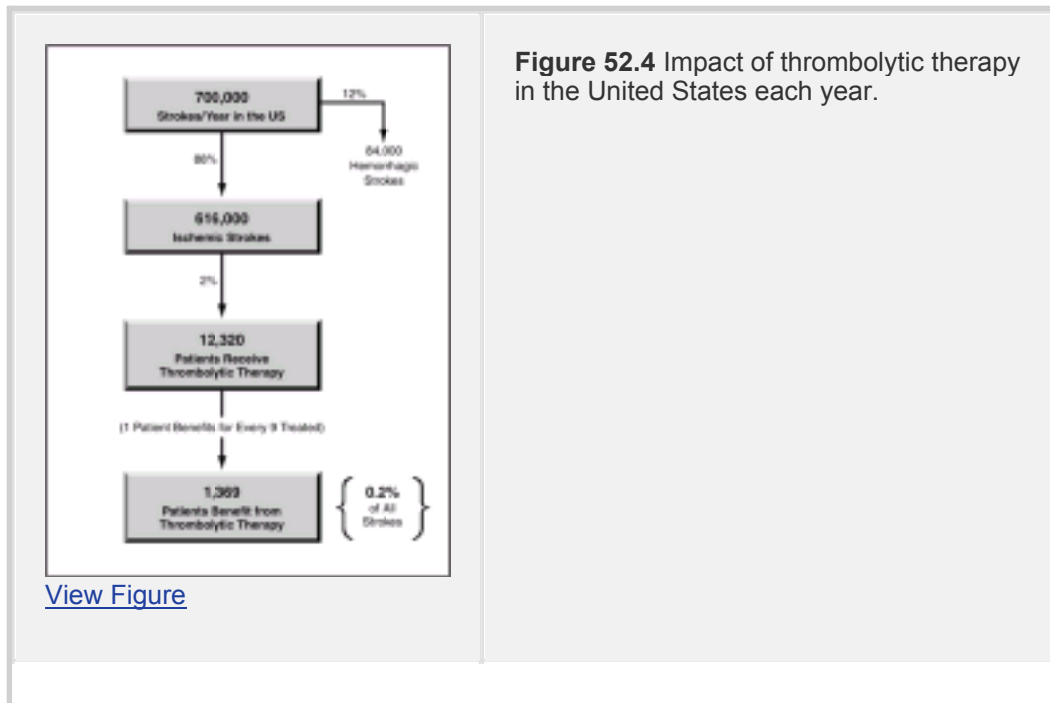 700,000
Strokes/Year in the US
12%
84,000
Hemorrhagic
Strokes
88%
616,000
Ischemic Strokes
2%
12,320
Patients Receive
Thrombolytic Therapy
(1 Patient Benefits for Every 9 Treated)
1,369
Patients Benefit from
Thrombolytic Therapy
0.2%
of All
Strokes
View Figure
Figure 52.4 Impact of thrombolytic therapy
in the United States each year.